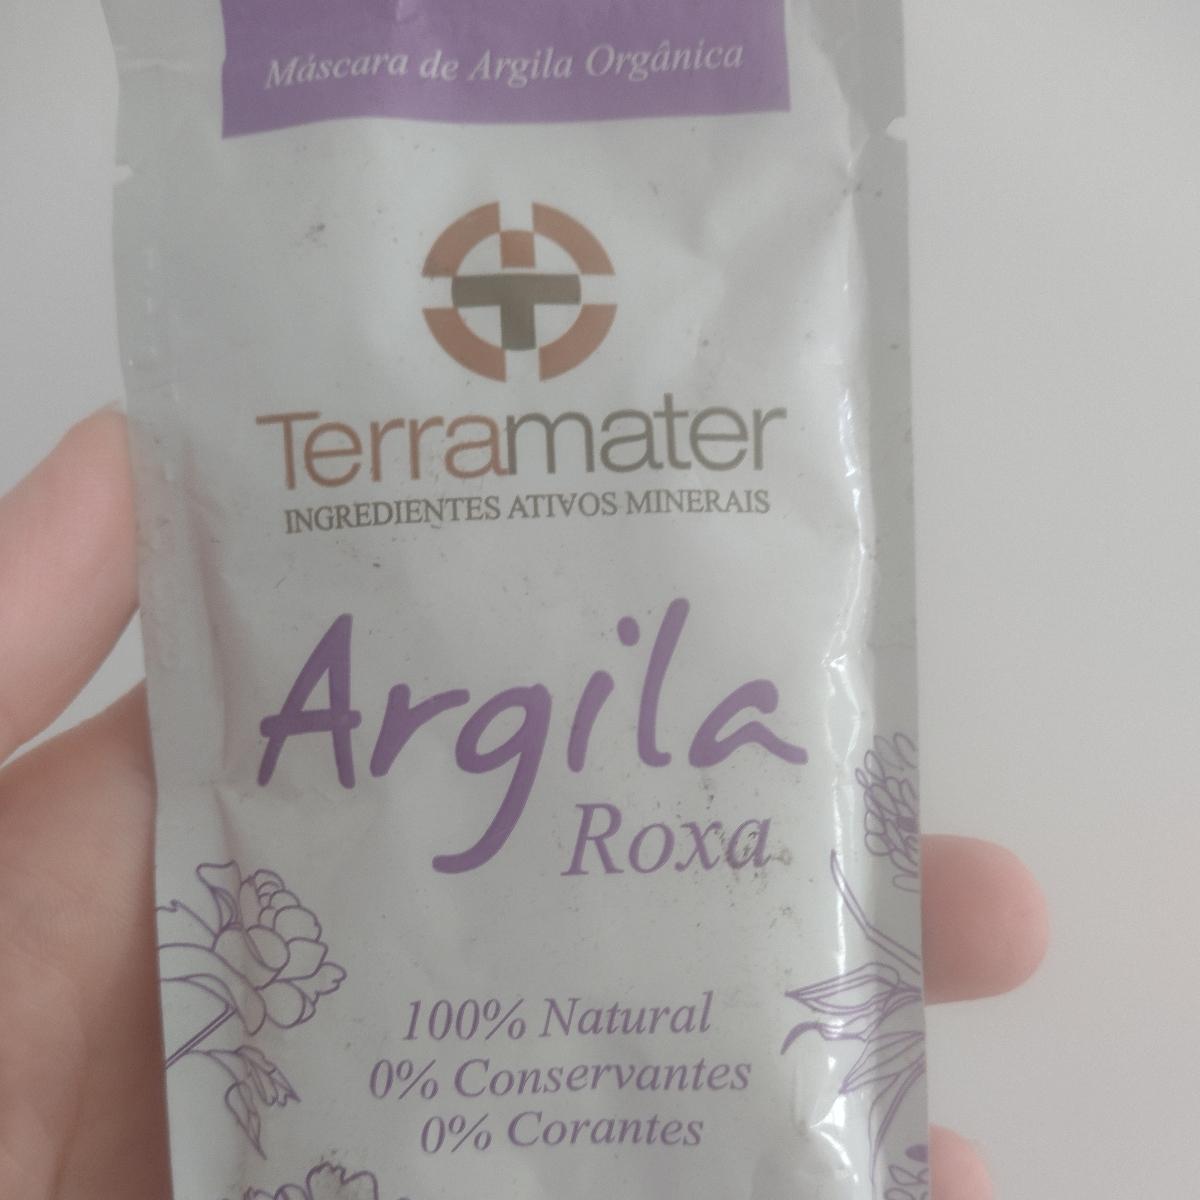 Máscara de Argila Orgânica
Terramater
INGREDIENTES ATIVOS MINERAIS
Argila
Roxa
100% Natural
0% Conservantes
0% Corantes